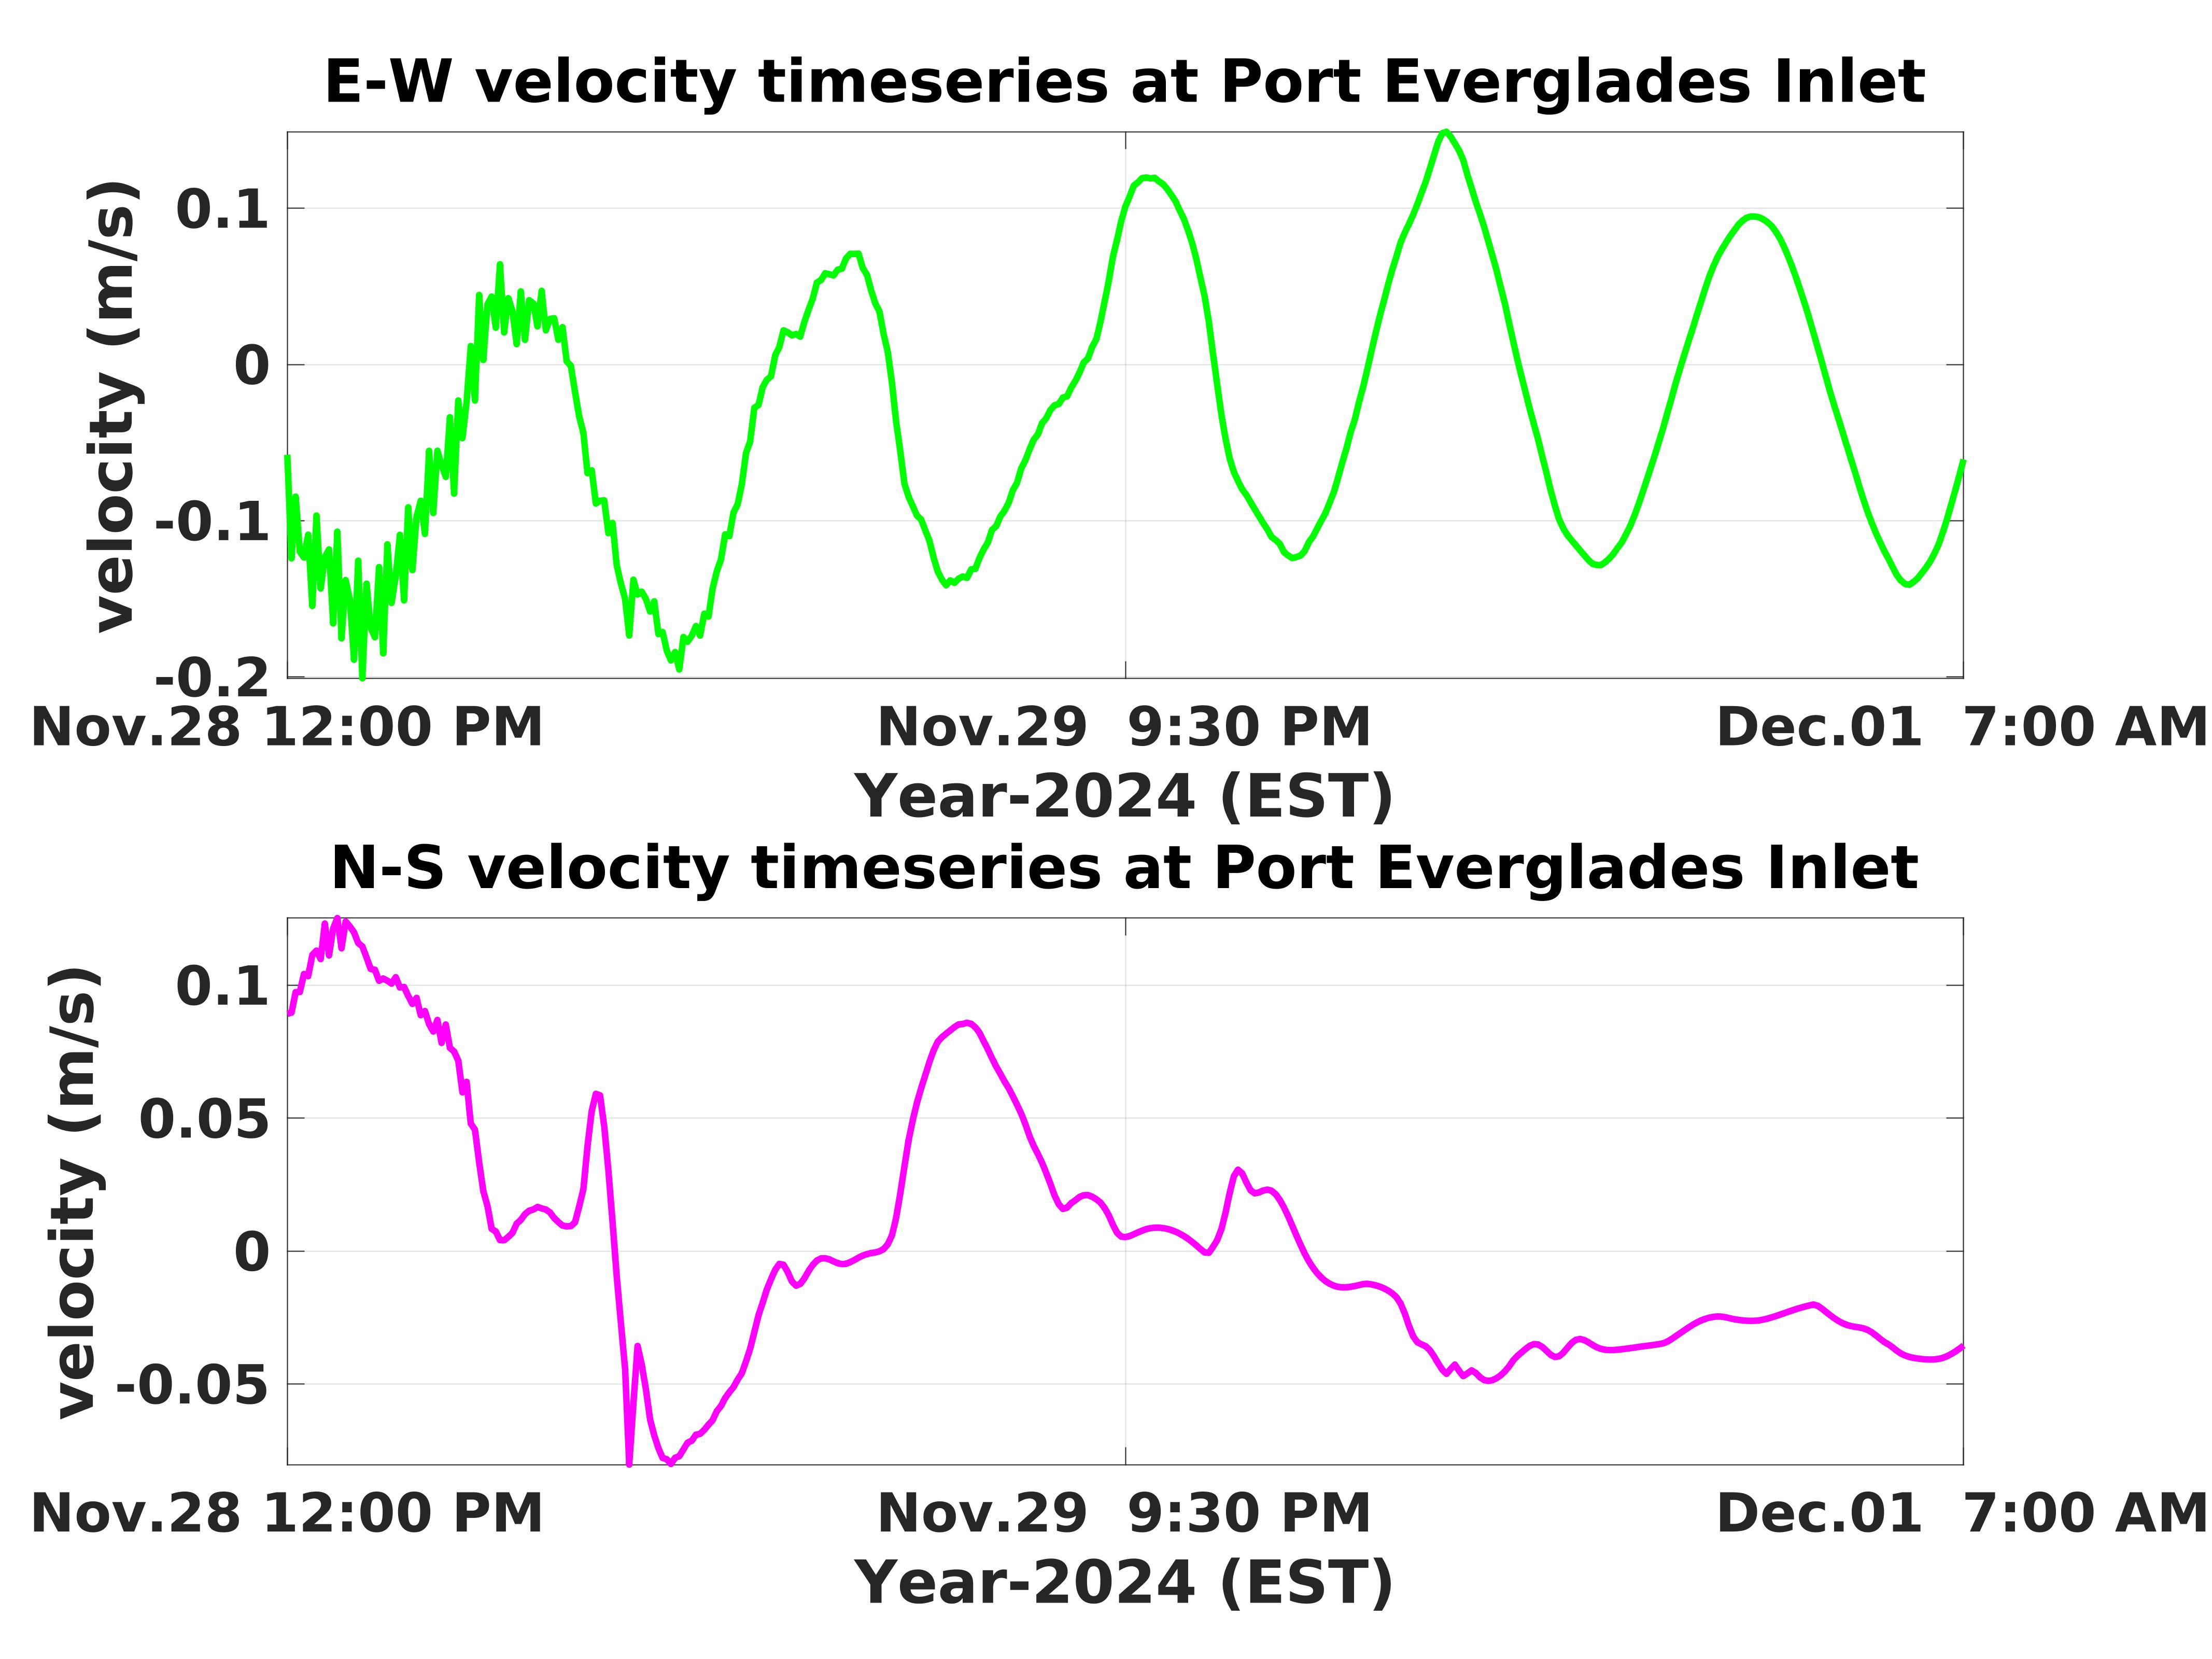 E-W velocity timeseries at Port Everglades Inlet
velocity (m/s)
0.1
0
-0.1
-0.2
Nov.28 12:00 PM Nov.29 9:30 PM Dec.01 7:00 AM
Year-2024 (EST)
N-S velocity timeseries at Port Everglades Inlet
velocity (m/s)
0.1
0.05
0
-0.05
Nov.28 12:00 PM Nov.29 9:30 PM Dec.01 7:00 AM
Year-2024 (EST)